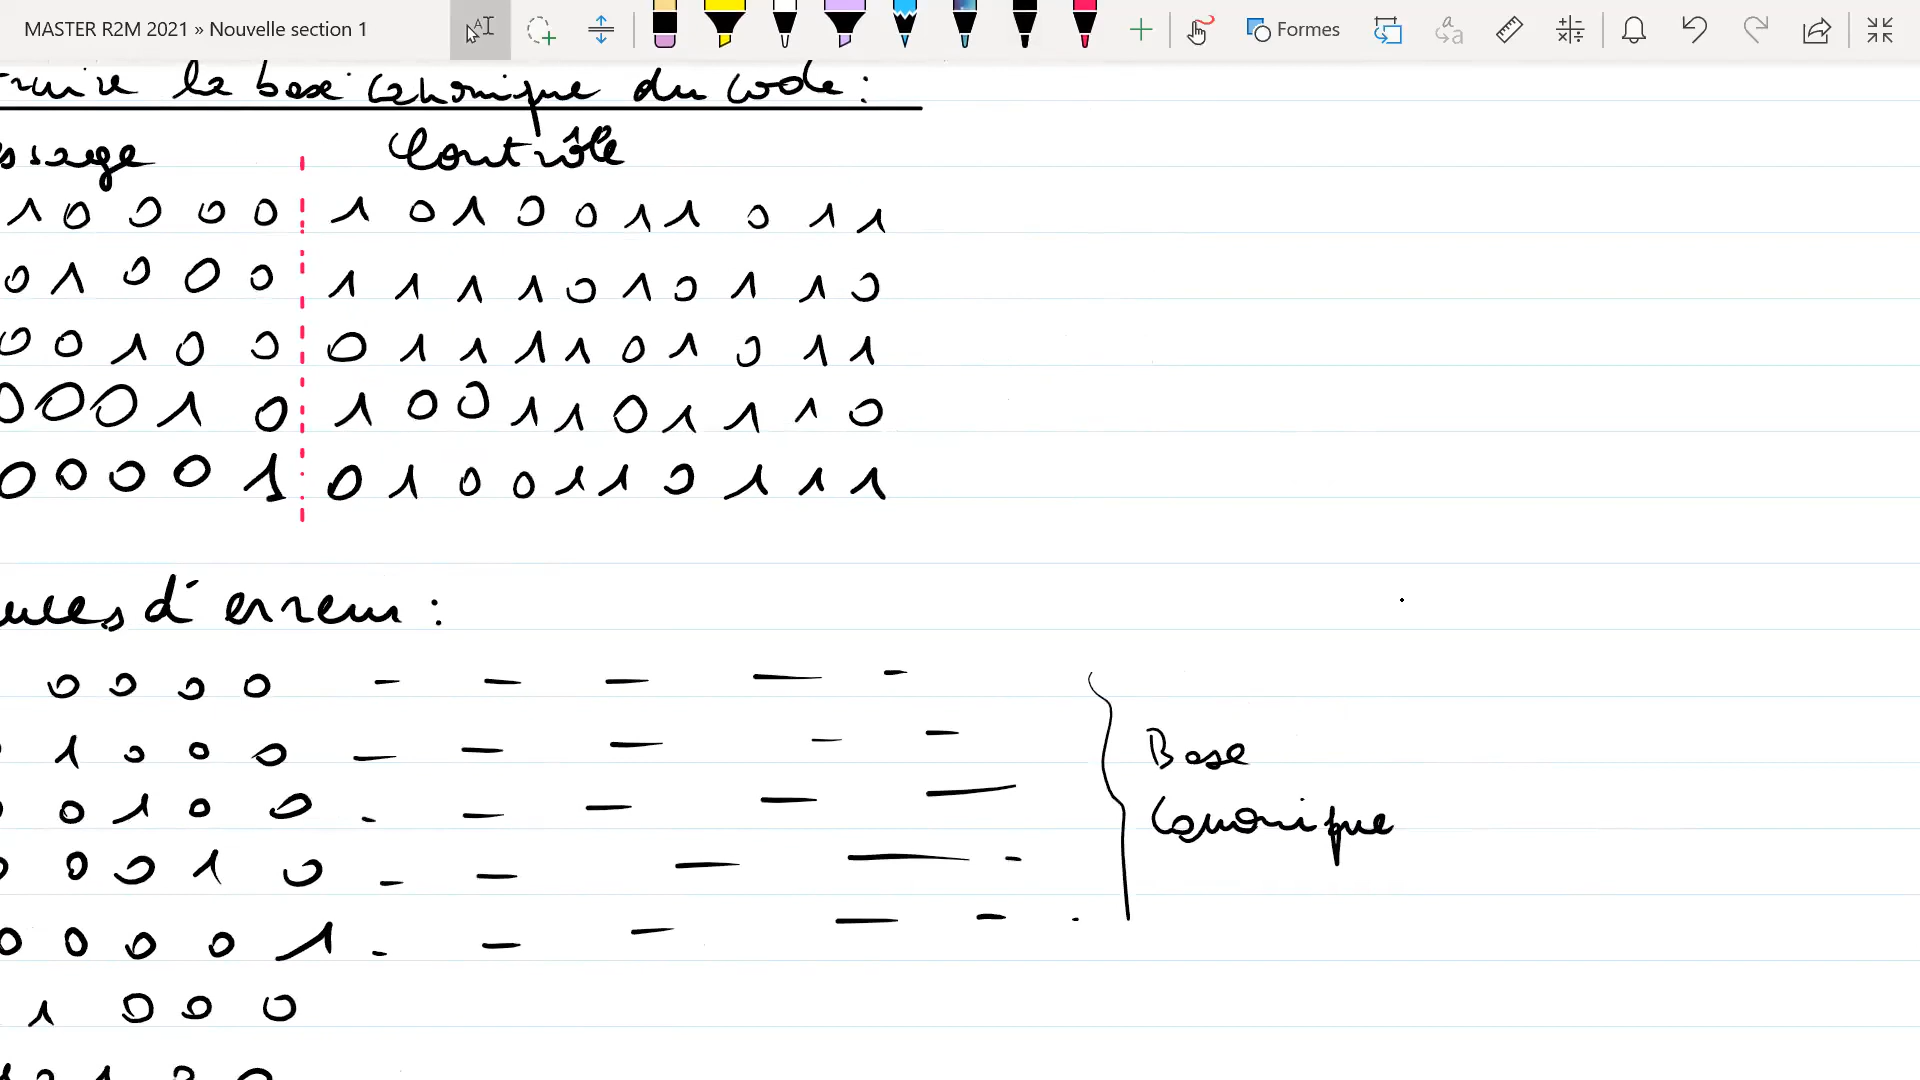 MASTER R2M 2021 » Nouvelle section 1 Formes
la base canonique du code :
Contrôle
1 0 0 0 0 1 0 1 0 0 1 1 0 1 1
0 1 0 0 0 1 1 1 1 0 1 0 1 1 0
0 0 1 0 0 0 1 1 1 1 0 1 0 1 1
0 0 0 1 0 1 0 0 1 1 0 1 1 1 0
0 0 0 0 1 0 1 0 0 1 1 0 1 1 1
d'erreur :
0 0 0 0 - - - - -
1 0 0 0 - - - - -
0 1 0 0 - - - - -
Base
0 0 1 0 - - - - -
Canonique
0 0 0 0 1 - - - - - -
1 0 0 0